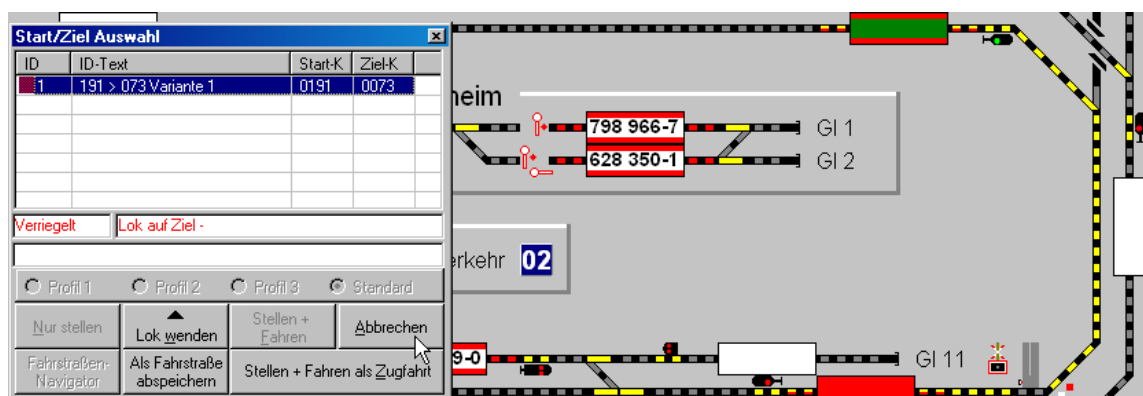 Start/Ziel Auswahl
ID ID-Text Start-K Ziel-K
1 191 > 073 Variante 1 0191 0073
Verriegelt Lok auf Ziel -
Profil 1 Profil 2 Profil 3 Standard
Nur stellen
Lok wenden
Stellen +
Fahren
Abbrechen
Fahrstraßen-
Navigator
Als Fahrstraße
abspeichern
Stellen + Fahren als Zugfahrt
heim
798 966-7 Gl 1
628 350-1 Gl 2
erkehr 02
9-0 Gl 11